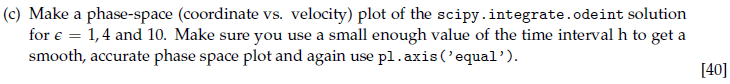 (c) Make a phase-space (coordinate vs. velocity) plot of the scipy.integrate.odeint solution
for ϵ = 1, 4 and 10. Make sure you use a small enough value of the time interval h to get a
smooth, accurate phase space plot and again use pl.axis('equal').
[40]